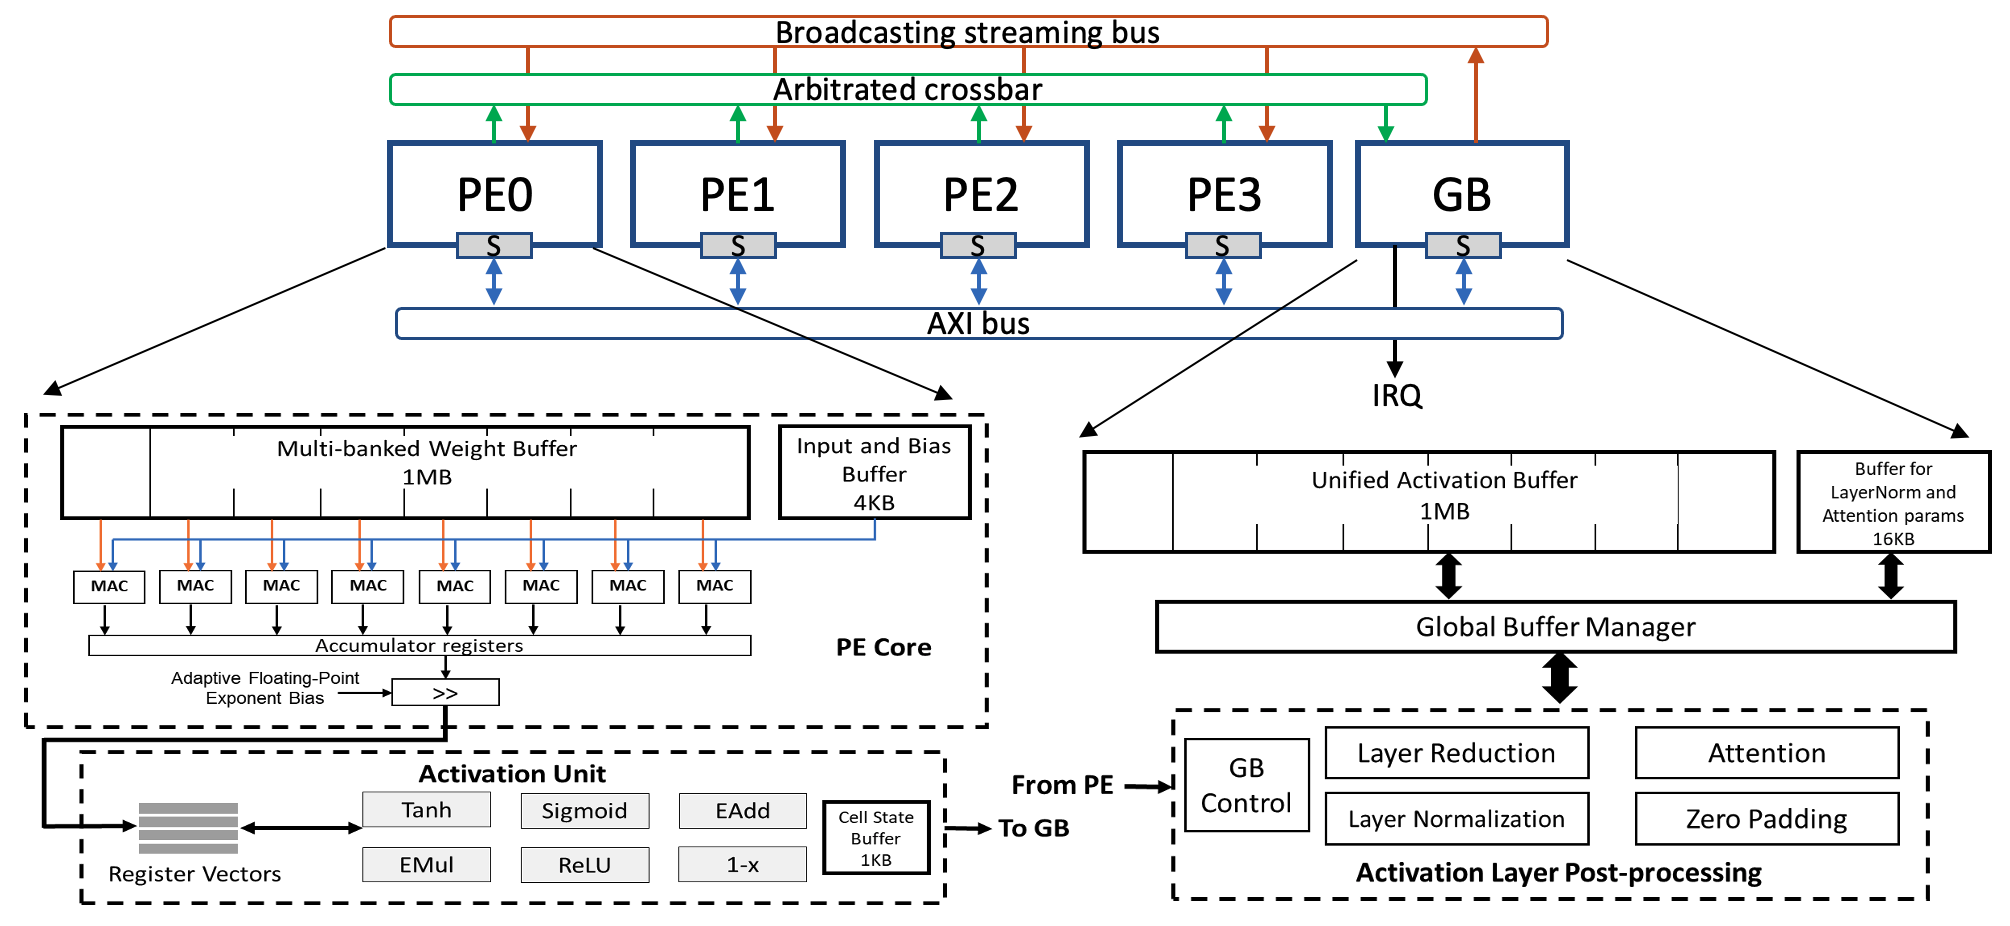 Broadcasting streaming bus
Arbitrated crossbar
PE0
PE1
PE2
PE3
GB
S
S
S
S
S
AXI bus
IRQ
Multi-banked Weight Buffer
1MB
Input and Bias
Buffer
4KB
MAC
MAC
MAC
MAC
MAC
MAC
MAC
MAC
Accumulator registers
PE Core
Adaptive Floating-Point
Exponent Bias
>>
Activation Unit
Register Vectors
Tanh
Sigmoid
EAdd
EMul
ReLU
1-x
Cell State
Buffer
1KB
To GB
Unified Activation Buffer
1MB
Buffer for
LayerNorm and
Attention params
16KB
Global Buffer Manager
From PE
GB
Control
Layer Reduction
Attention
Layer Normalization
Zero Padding
Activation Layer Post-processing